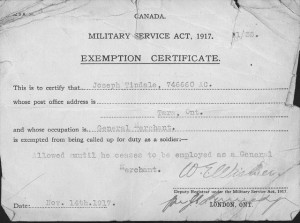 CANADA.
MILITARY SERVICE ACT, 1917.
EXEMPTION CERTIFICATE.
This is to certify that Joseph Tindale, 746660 AC.
whose post office address is
Tara, Ont.
and whose occupation is General Merchant.
is exempted from being called up for duty as a soldier:—
Allowed until he ceases to be employed as a General
Merchant.
Deputy Registrar under the Military Service Act, 1917.
Date: Nov. 14th.1917.
LONDON, ONT.